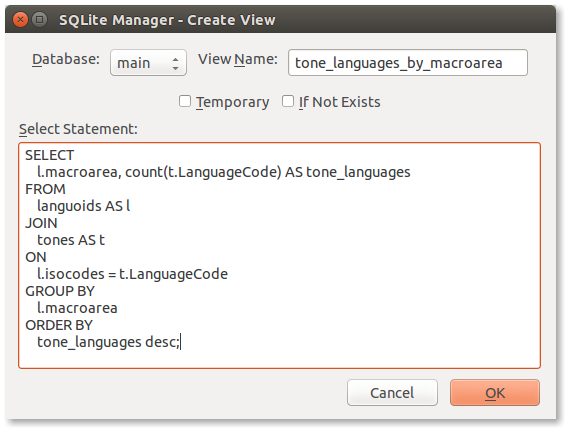 SQLite Manager - Create View
Database: main View Name: tone_languages_by_macroarea
Temporary If Not Exists
Select Statement:
SELECT
l.macroarea, count(t.LanguageCode) AS tone_languages
FROM
languoids AS l
JOIN
tones AS t
ON
l.isocodes = t.LanguageCode
GROUP BY
l.macroarea
ORDER BY
tone_languages desc;
Cancel OK